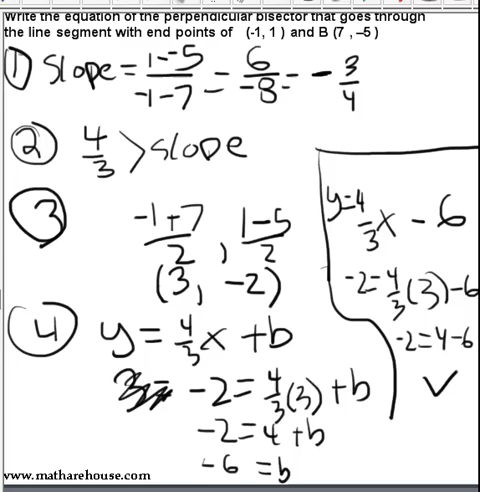 Write the equation of the perpendicular bisector that goes through
the line segment with end points of (-1, 1 ) and B (7 , –5 )
① Slope = 1--5/-1-7 = 6/-8 = - 3/4
② 4/3 > slope
③ -1+7/2 , 1-5/2
(3, -2)
④ y = 4/3 x + b
-2 = 4/3 (3) + b
-2 = 4 + b
-6 = b
y = 4/3 x - 6
-2 = 4/3 (3) - 6
-2 = 4 - 6
✓
www.matharehouse.com